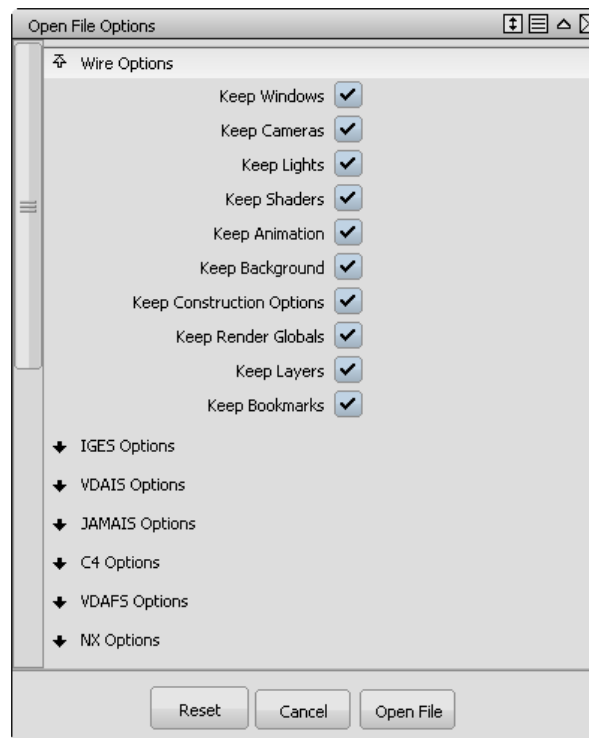 Open File Options
Wire Options
Keep Windows
Keep Cameras
Keep Lights
Keep Shaders
Keep Animation
Keep Background
Keep Construction Options
Keep Render Globals
Keep Layers
Keep Bookmarks
IGES Options
VDAIS Options
JAMAIS Options
C4 Options
VDAFS Options
NX Options
Reset Cancel Open File